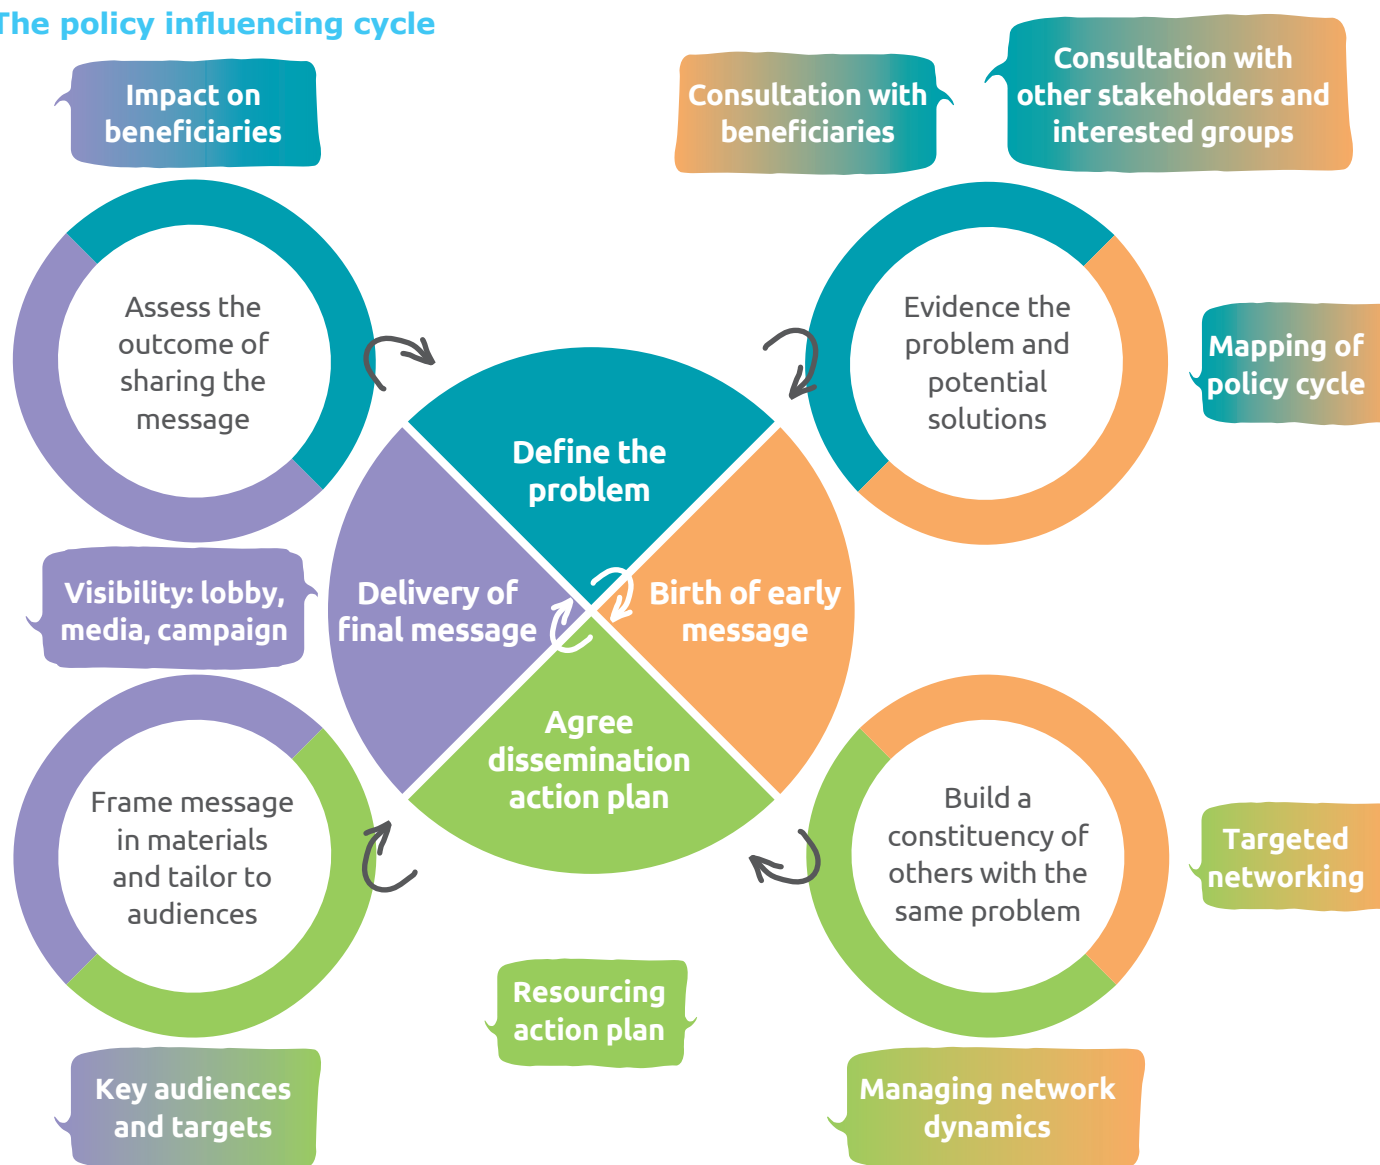 The policy influencing cycle
Impact on
beneficiaries
Consultation with
beneficiaries
Consultation with
other stakeholders and
interested groups
Assess the
outcome of
sharing the
message
Evidence the
problem and
potential
solutions
Mapping of
policy cycle
Define the
problem
Visibility: lobby,
media, campaign
Delivery of
final message
Birth of early
message
Agree
dissemination
action plan
Frame message
in materials
and tailor to
audiences
Build a
constituency of
others with the
same problem
Targeted
networking
Resourcing
action plan
Key audiences
and targets
Managing network
dynamics